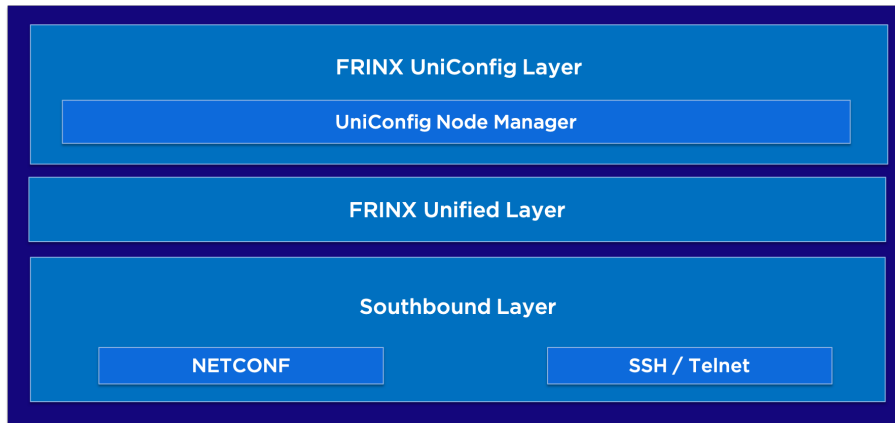 FRINX UniConfig Layer
UniConfig Node Manager
FRINX Unified Layer
Southbound Layer
NETCONF
SSH / Telnet